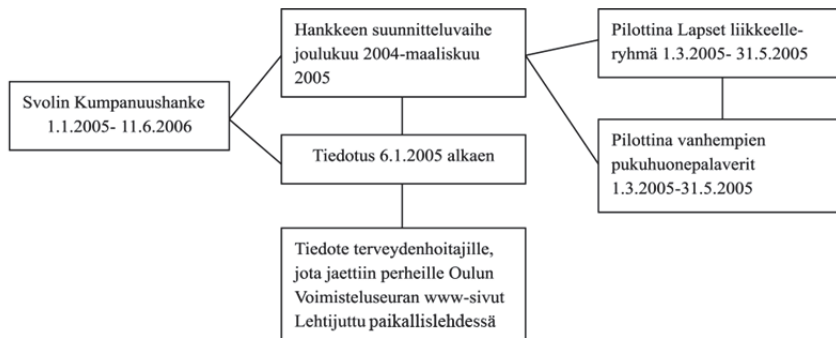 Svolin Kumpanuushanke
1.1.2005- 11.6.2006
Hankkeen suunnitteluvaihe
joulukuu 2004-maaliskuu
2005
Tiedotus 6.1.2005 alkaen
Tiedote terveydenhoitajille,
jota jaettiin perheille Oulun
Voimisteluseuran www-sivut
Lehtijuttu paikallislehdessä
Pilottina Lapset liikkeelle-
ryhmä 1.3.2005- 31.5.2005
Pilottina vanhempien
pukuhuonepalaverit
1.3.2005-31.5.2005